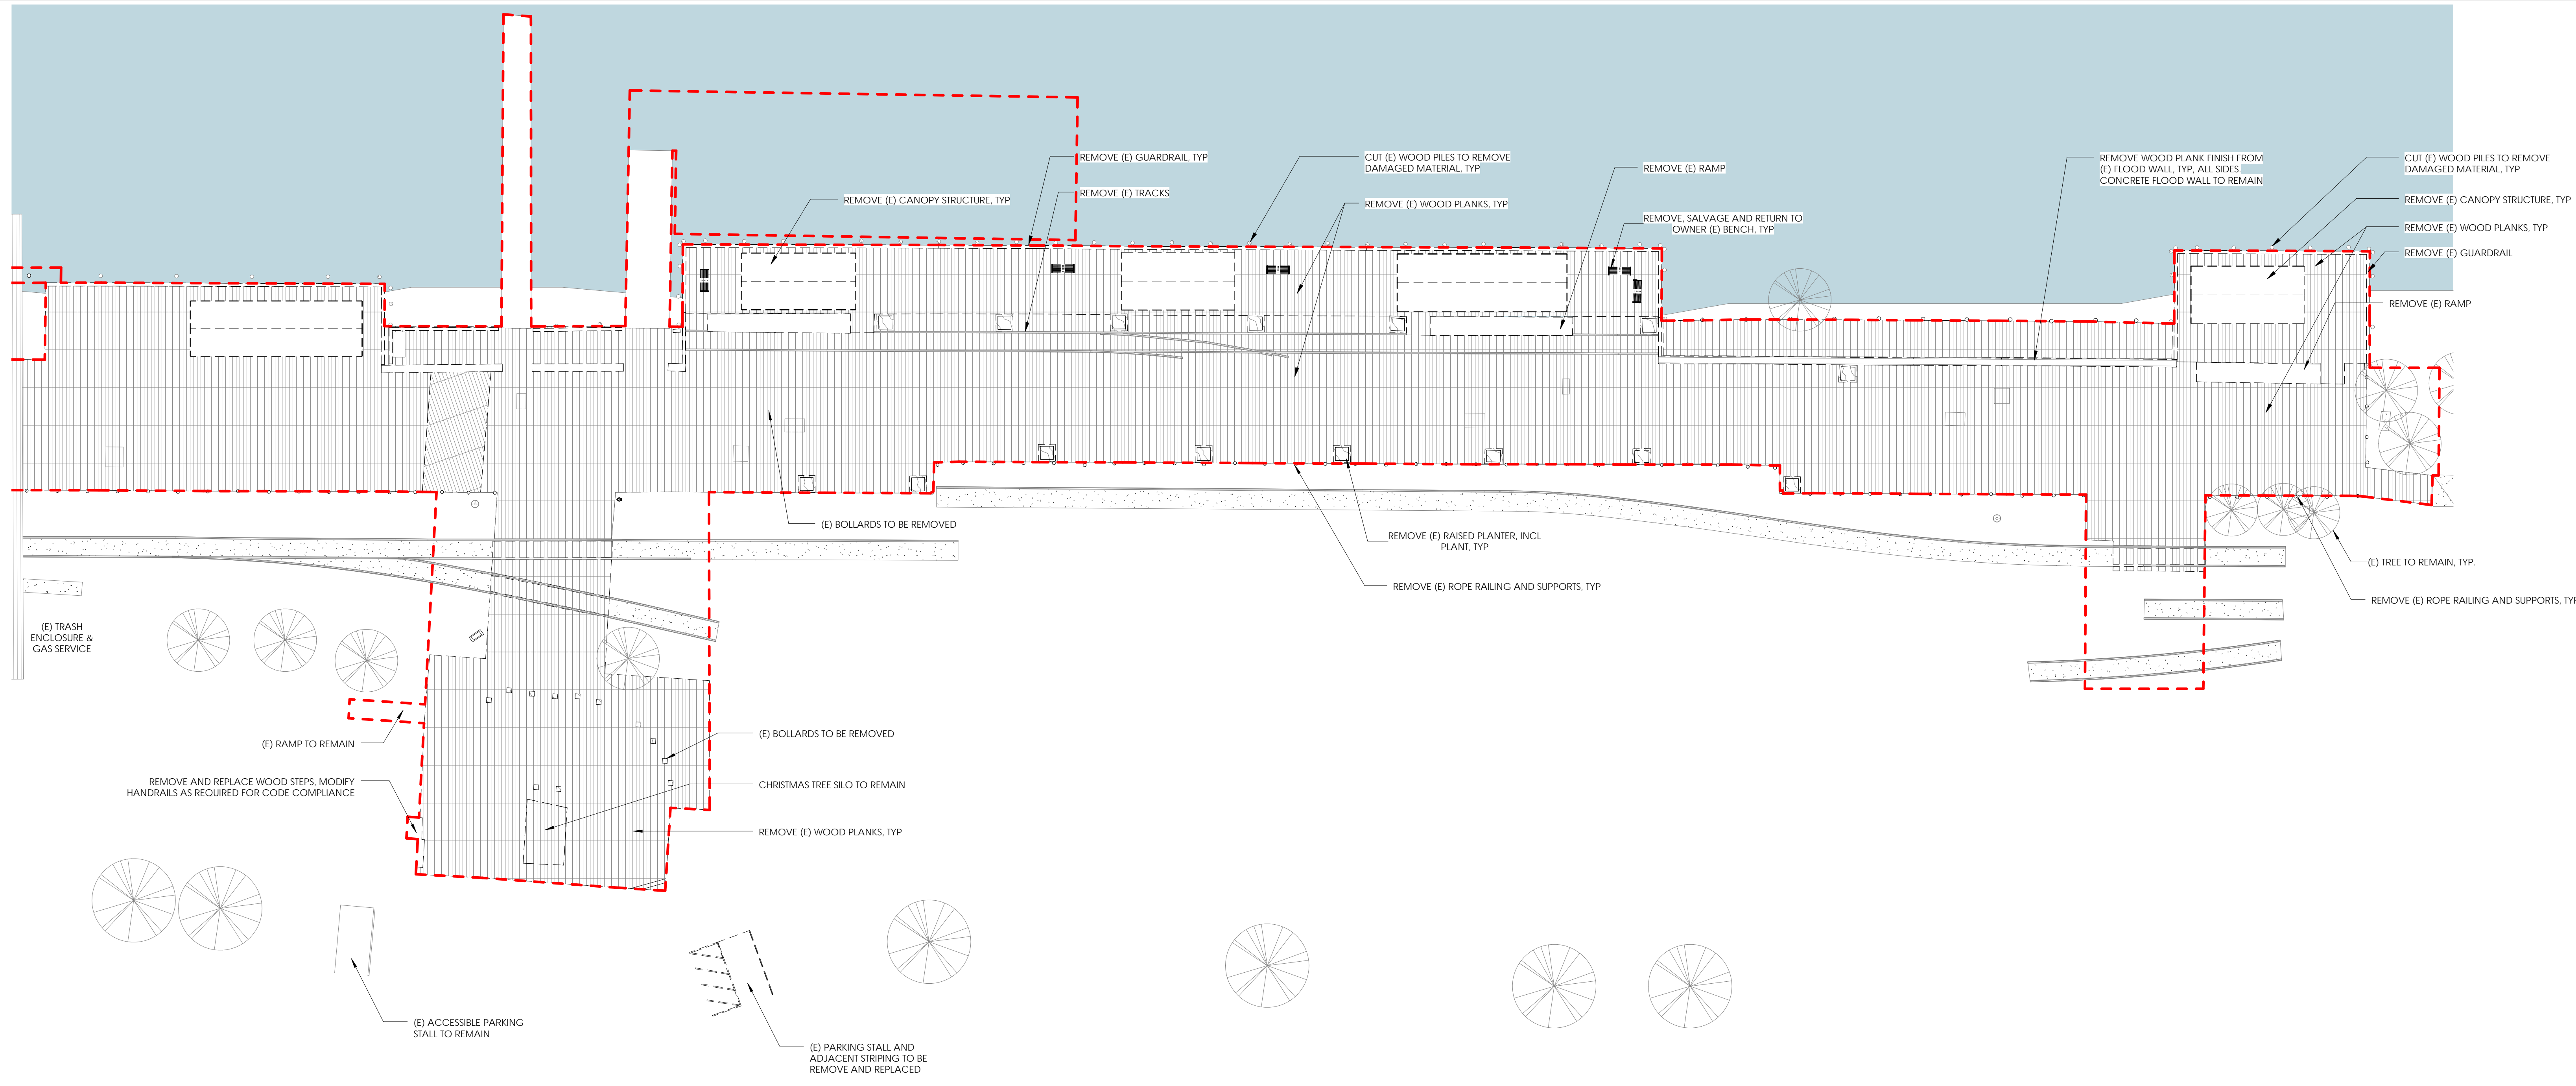 REMOVE (E) GUARDRAIL, TYP
REMOVE (E) TRACKS
REMOVE (E) CANOPY STRUCTURE, TYP
CUT (E) WOOD PILES TO REMOVE
DAMAGED MATERIAL, TYP
REMOVE (E) WOOD PLANKS, TYP
REMOVE (E) RAMP
REMOVE, SALVAGE AND RETURN TO
OWNER (E) BENCH, TYP
REMOVE WOOD PLANK FINISH FROM
(E) FLOOD WALL, TYP, ALL SIDES.
CONCRETE FLOOD WALL TO REMAIN
CUT (E) WOOD PILES TO REMOVE
DAMAGED MATERIAL, TYP
REMOVE (E) CANOPY STRUCTURE, TYP
REMOVE (E) WOOD PLANKS, TYP
REMOVE (E) GUARDRAIL
REMOVE (E) RAMP
(E) BOLLARDS TO BE REMOVED
REMOVE (E) RAISED PLANTER, INCL
PLANT, TYP
REMOVE (E) ROPE RAILING AND SUPPORTS, TYP
(E) TREE TO REMAIN, TYP.
REMOVE (E) ROPE RAILING AND SUPPORTS, TYP
(E) TRASH
ENCLOSURE &
GAS SERVICE
(E) RAMP TO REMAIN
REMOVE AND REPLACE WOOD STEPS, MODIFY
HANDRAILS AS REQUIRED FOR CODE COMPLIANCE
(E) BOLLARDS TO BE REMOVED
CHRISTMAS TREE SILO TO REMAIN
REMOVE (E) WOOD PLANKS, TYP
(E) ACCESSIBLE PARKING
STALL TO REMAIN
(E) PARKING STALL AND
ADJACENT STRIPING TO BE
REMOVE AND REPLACED